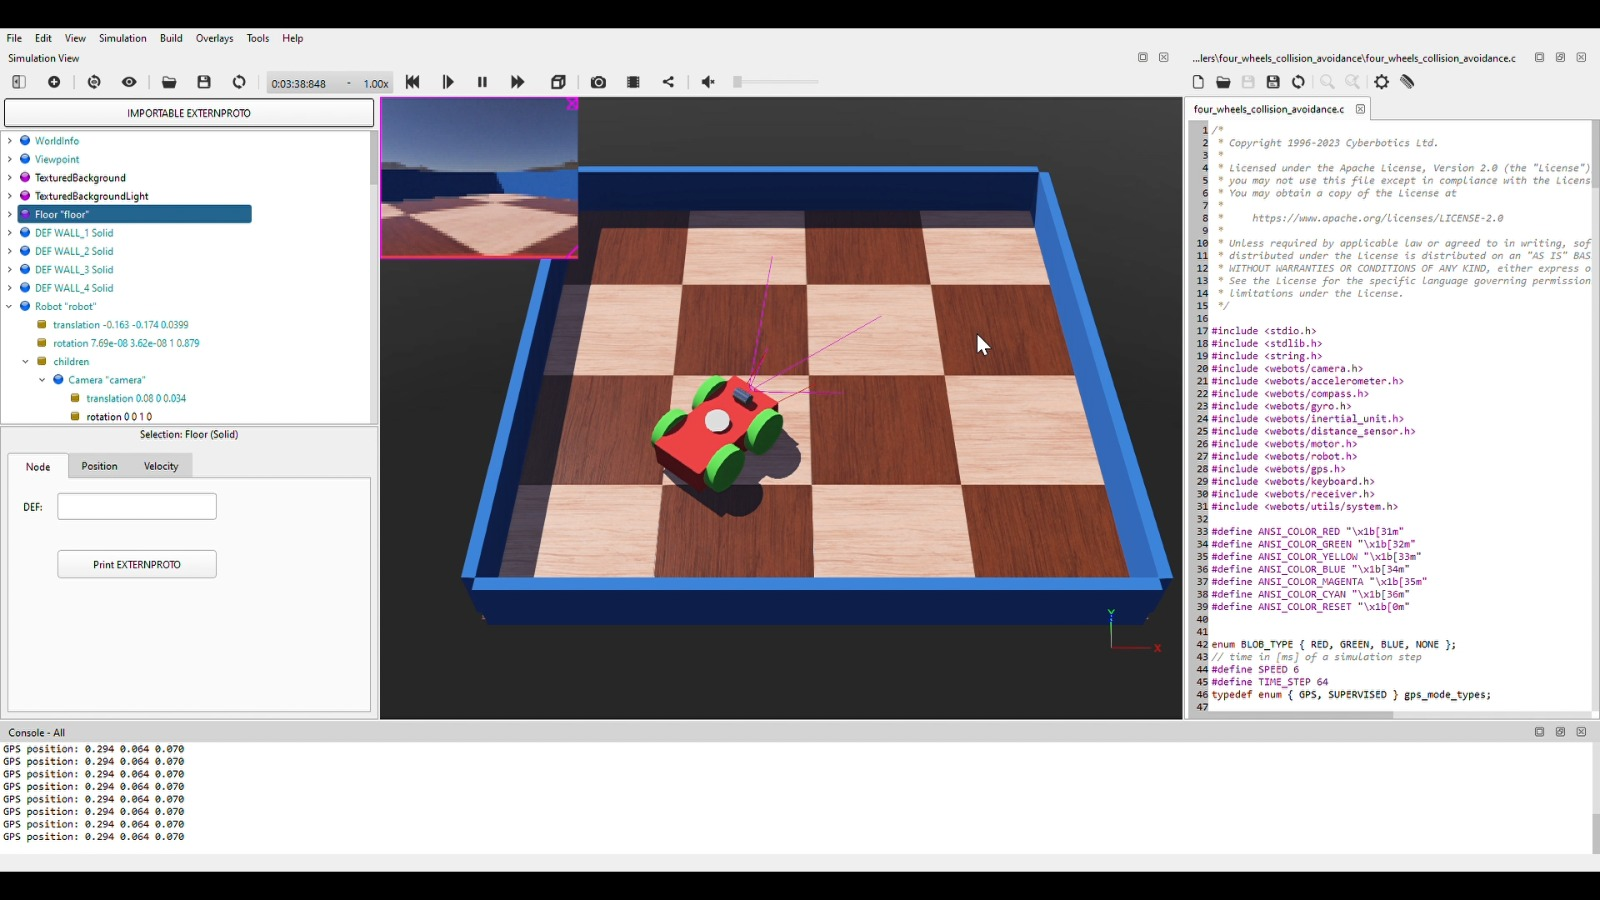 File Edit View Simulation Build Overlays Tools Help
Simulation View
...lers\four_wheels_collision_avoidance\four_wheels_collision_avoidance.c
0:03:38:848 - 1.00x
IMPORTABLE EXTERNPROTO
WorldInfo
Viewpoint
TexturedBackground
TexturedBackgroundLight
Floor "floor"
DEF WALL_1 Solid
DEF WALL_2 Solid
DEF WALL_3 Solid
DEF WALL_4 Solid
Robot "robot"
translation -0.163 -0.174 0.0399
rotation 7.69e-08 3.62e-08 1 0.879
children
Camera "camera"
translation 0.08 0 0.034
rotation 0 0 1 0
Selection: Floor (Solid)
Node Position Velocity
DEF:
Print EXTERNPROTO
Y
X
four_wheels_collision_avoidance.c
1 /*
2 * Copyright 1996-2023 Cyberbotics Ltd.
3 *
4 * Licensed under the Apache License, Version 2.0 (the "License")
5 * you may not use this file except in compliance with the Licens
6 * You may obtain a copy of the License at
7 *
8 * https://www.apache.org/licenses/LICENSE-2.0
9 *
10 * Unless required by applicable law or agreed to in writing, sof
11 * distributed under the License is distributed on an "AS IS" BAS
12 * WITHOUT WARRANTIES OR CONDITIONS OF ANY KIND, either express o
13 * See the License for the specific language governing permission
14 * limitations under the License.
15 */
16
17 #include <stdio.h>
18 #include <stdlib.h>
19 #include <string.h>
20 #include <webots/camera.h>
21 #include <webots/accelerometer.h>
22 #include <webots/compass.h>
23 #include <webots/gyro.h>
24 #include <webots/inertial_unit.h>
25 #include <webots/distance_sensor.h>
26 #include <webots/motor.h>
27 #include <webots/robot.h>
28 #include <webots/gps.h>
29 #include <webots/keyboard.h>
30 #include <webots/receiver.h>
31 #include <webots/utils/system.h>
32
33 #define ANSI_COLOR_RED "\x1b[31m"
34 #define ANSI_COLOR_GREEN "\x1b[32m"
35 #define ANSI_COLOR_YELLOW "\x1b[33m"
36 #define ANSI_COLOR_BLUE "\x1b[34m"
37 #define ANSI_COLOR_MAGENTA "\x1b[35m"
38 #define ANSI_COLOR_CYAN "\x1b[36m"
39 #define ANSI_COLOR_RESET "\x1b[0m"
40
41
42 enum BLOB_TYPE { RED, GREEN, BLUE, NONE };
43 // time in [ms] of a simulation step
44 #define SPEED 6
45 #define TIME_STEP 64
46 typedef enum { GPS, SUPERVISED } gps_mode_types;
47
Console - All
GPS position: 0.294 0.064 0.070
GPS position: 0.294 0.064 0.070
GPS position: 0.294 0.064 0.070
GPS position: 0.294 0.064 0.070
GPS position: 0.294 0.064 0.070
GPS position: 0.294 0.064 0.070
GPS position: 0.294 0.064 0.070
GPS position: 0.294 0.064 0.070